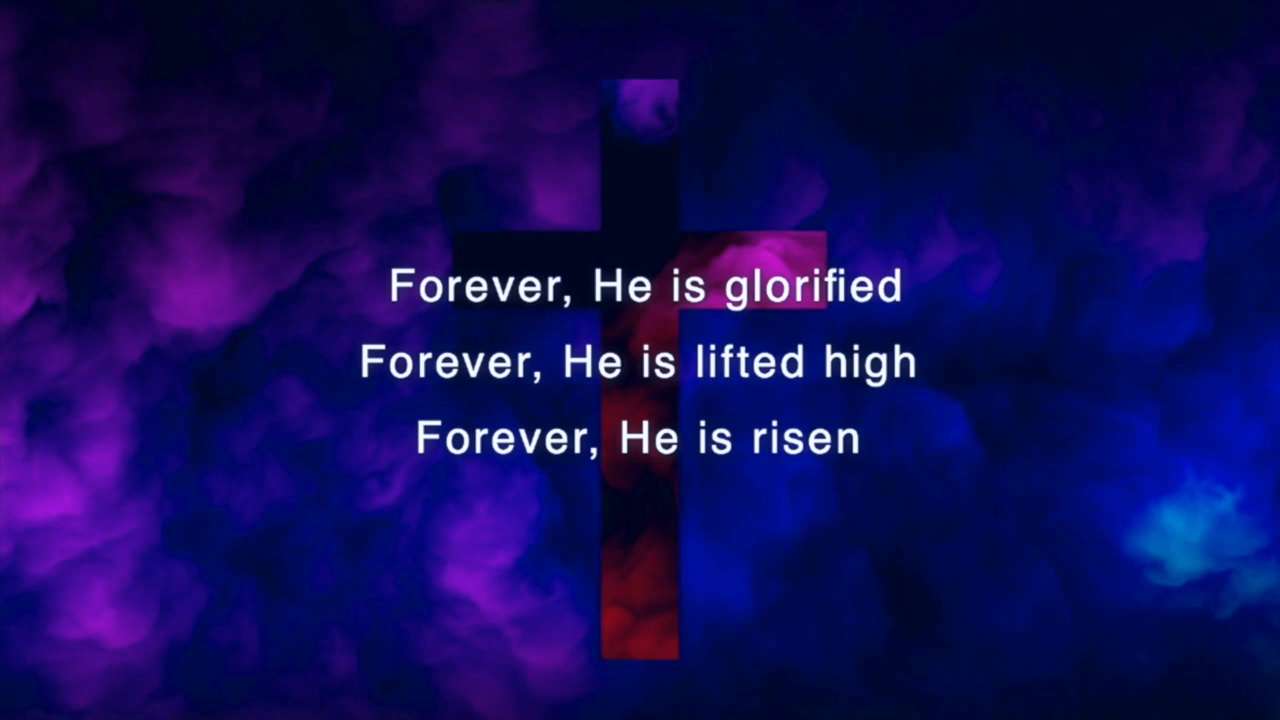 Forever, He is glorified
Forever, He is lifted high
Forever, He is risen